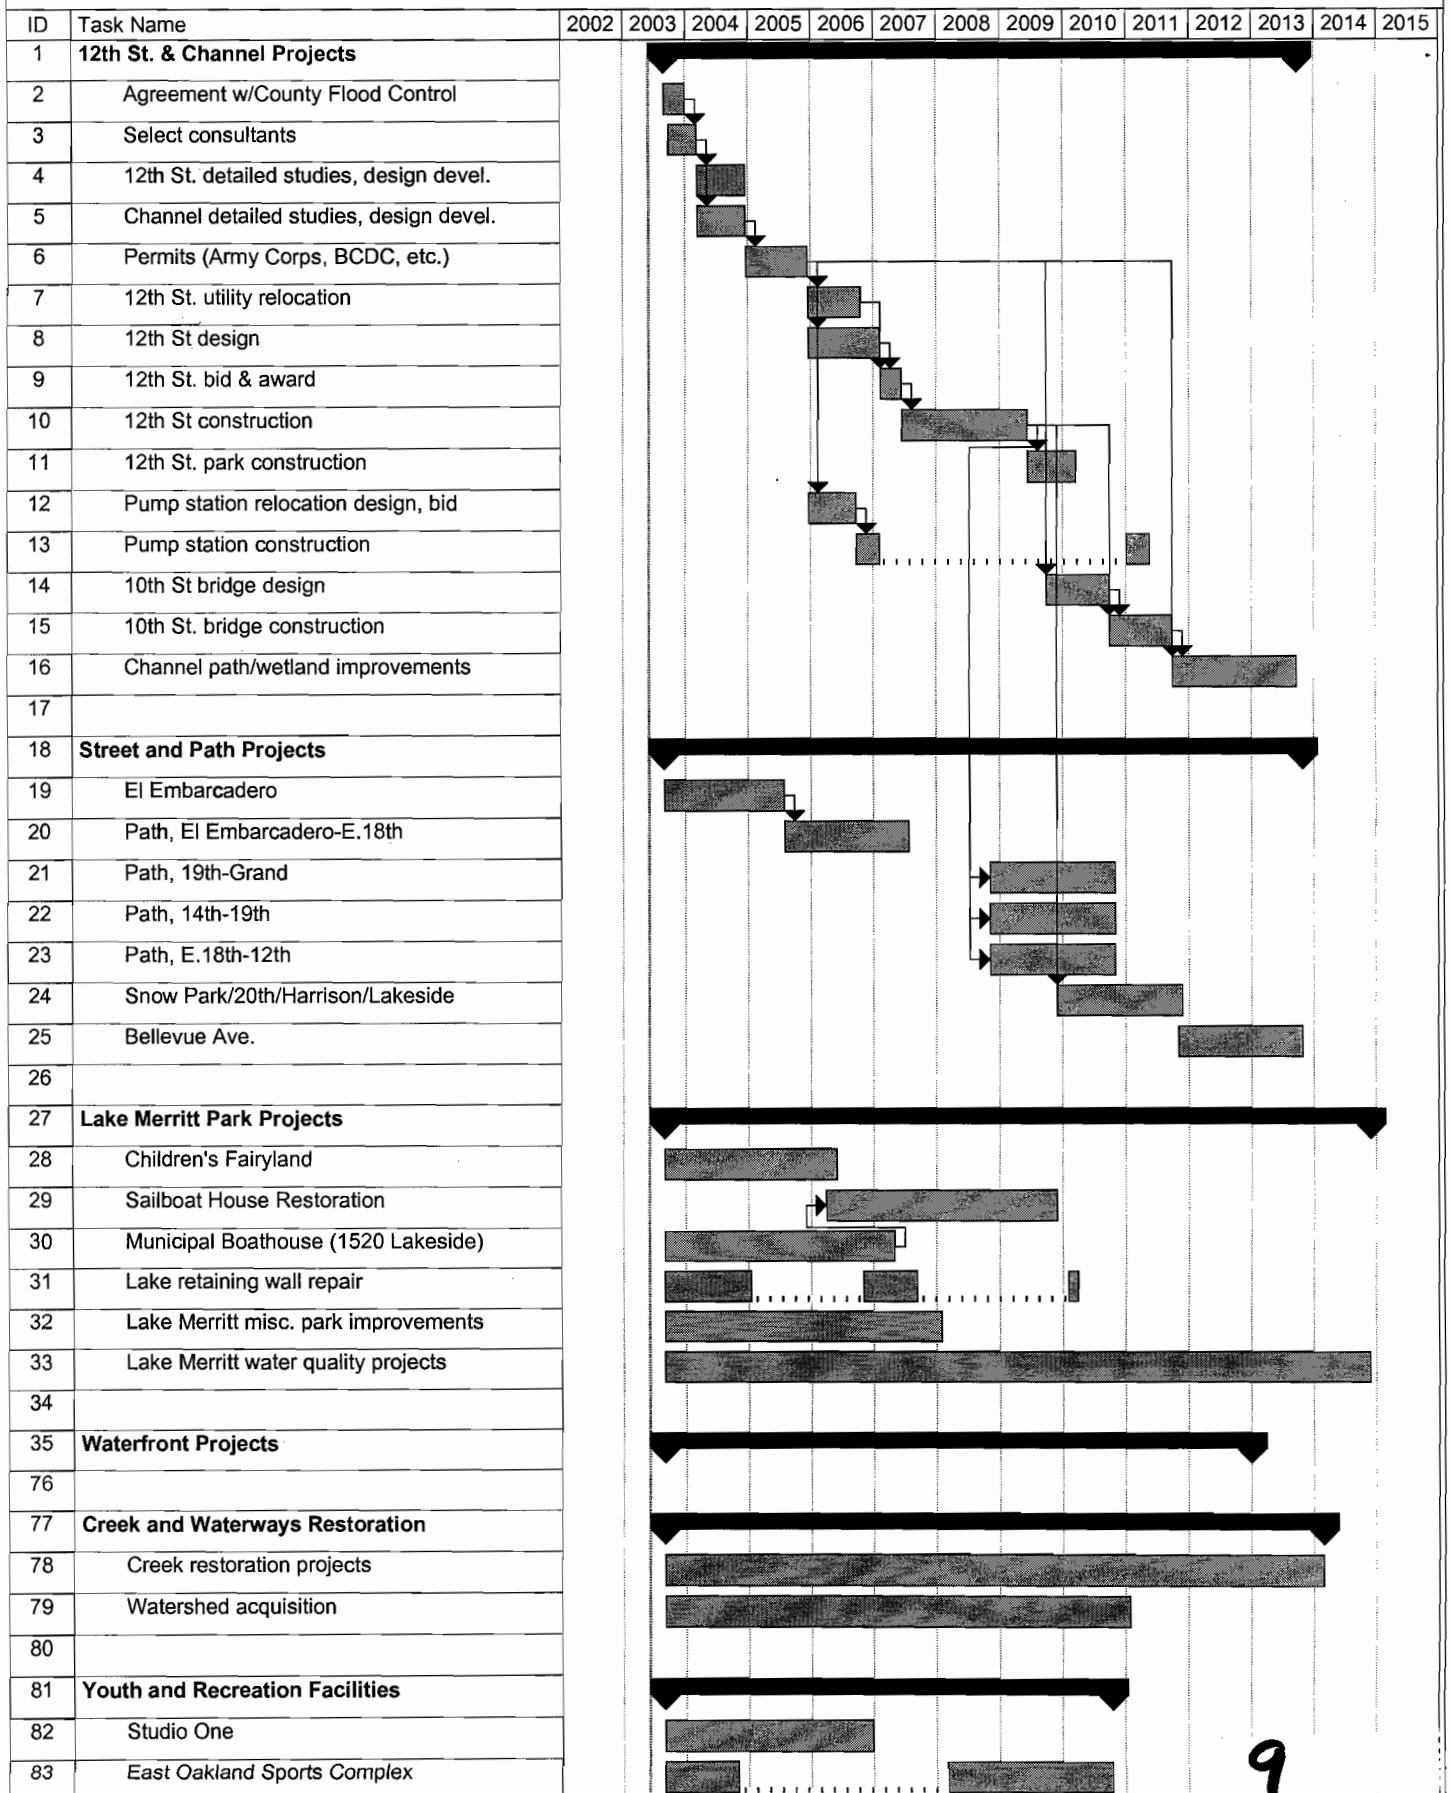 ID Task Name 2002 2003 2004 2005 2006 2007 2008 2009 2010 2011 2012 2013 2014 2015
1 12th St. & Channel Projects
2 Agreement w/County Flood Control
3 Select consultants
4 12th St. detailed studies, design devel.
5 Channel detailed studies, design devel.
6 Permits (Army Corps, BCDC, etc.)
7 12th St. utility relocation
8 12th St design
9 12th St. bid & award
10 12th St construction
11 12th St. park construction
12 Pump station relocation design, bid
13 Pump station construction
14 10th St bridge design
15 10th St. bridge construction
16 Channel path/wetland improvements
17
18 Street and Path Projects
19 El Embarcadero
20 Path, El Embarcadero-E.18th
21 Path, 19th-Grand
22 Path, 14th-19th
23 Path, E.18th-12th
24 Snow Park/20th/Harrison/Lakeside
25 Bellevue Ave.
26
27 Lake Merritt Park Projects
28 Children's Fairyland
29 Sailboat House Restoration
30 Municipal Boathouse (1520 Lakeside)
31 Lake retaining wall repair
32 Lake Merritt misc. park improvements
33 Lake Merritt water quality projects
34
35 Waterfront Projects
76
77 Creek and Waterways Restoration
78 Creek restoration projects
79 Watershed acquisition
80
81 Youth and Recreation Facilities
82 Studio One
83 East Oakland Sports Complex
9